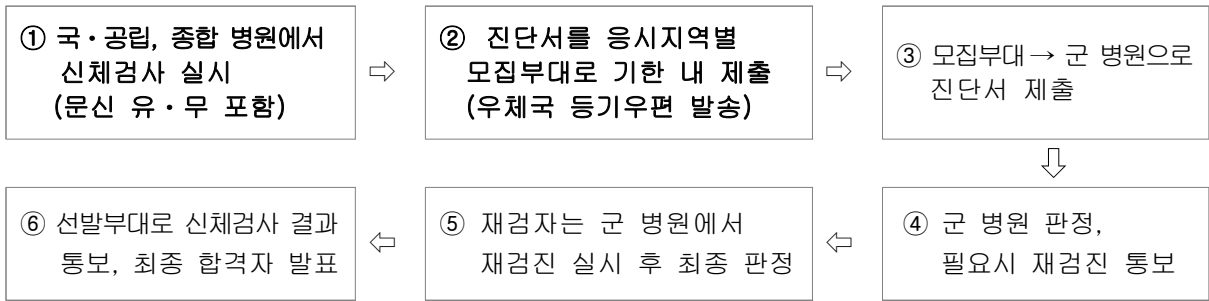 ① 국・공립, 종합 병원에서
신체검사 실시
(문신 유・무 포함)
⇨
② 진단서를 응시지역별
모집부대로 기한 내 제출
(우체국 등기우편 발송)
⇨
③ 모집부대→ 군 병원으로
진단서 제출
⇩
④ 군 병원 판정,
필요시 재검진 통보
⇦
⑤ 재검자는 군 병원에서
재검진 실시 후 최종 판정
⇦
⑥ 선발부대로 신체검사 결과
통보, 최종 합격자 발표